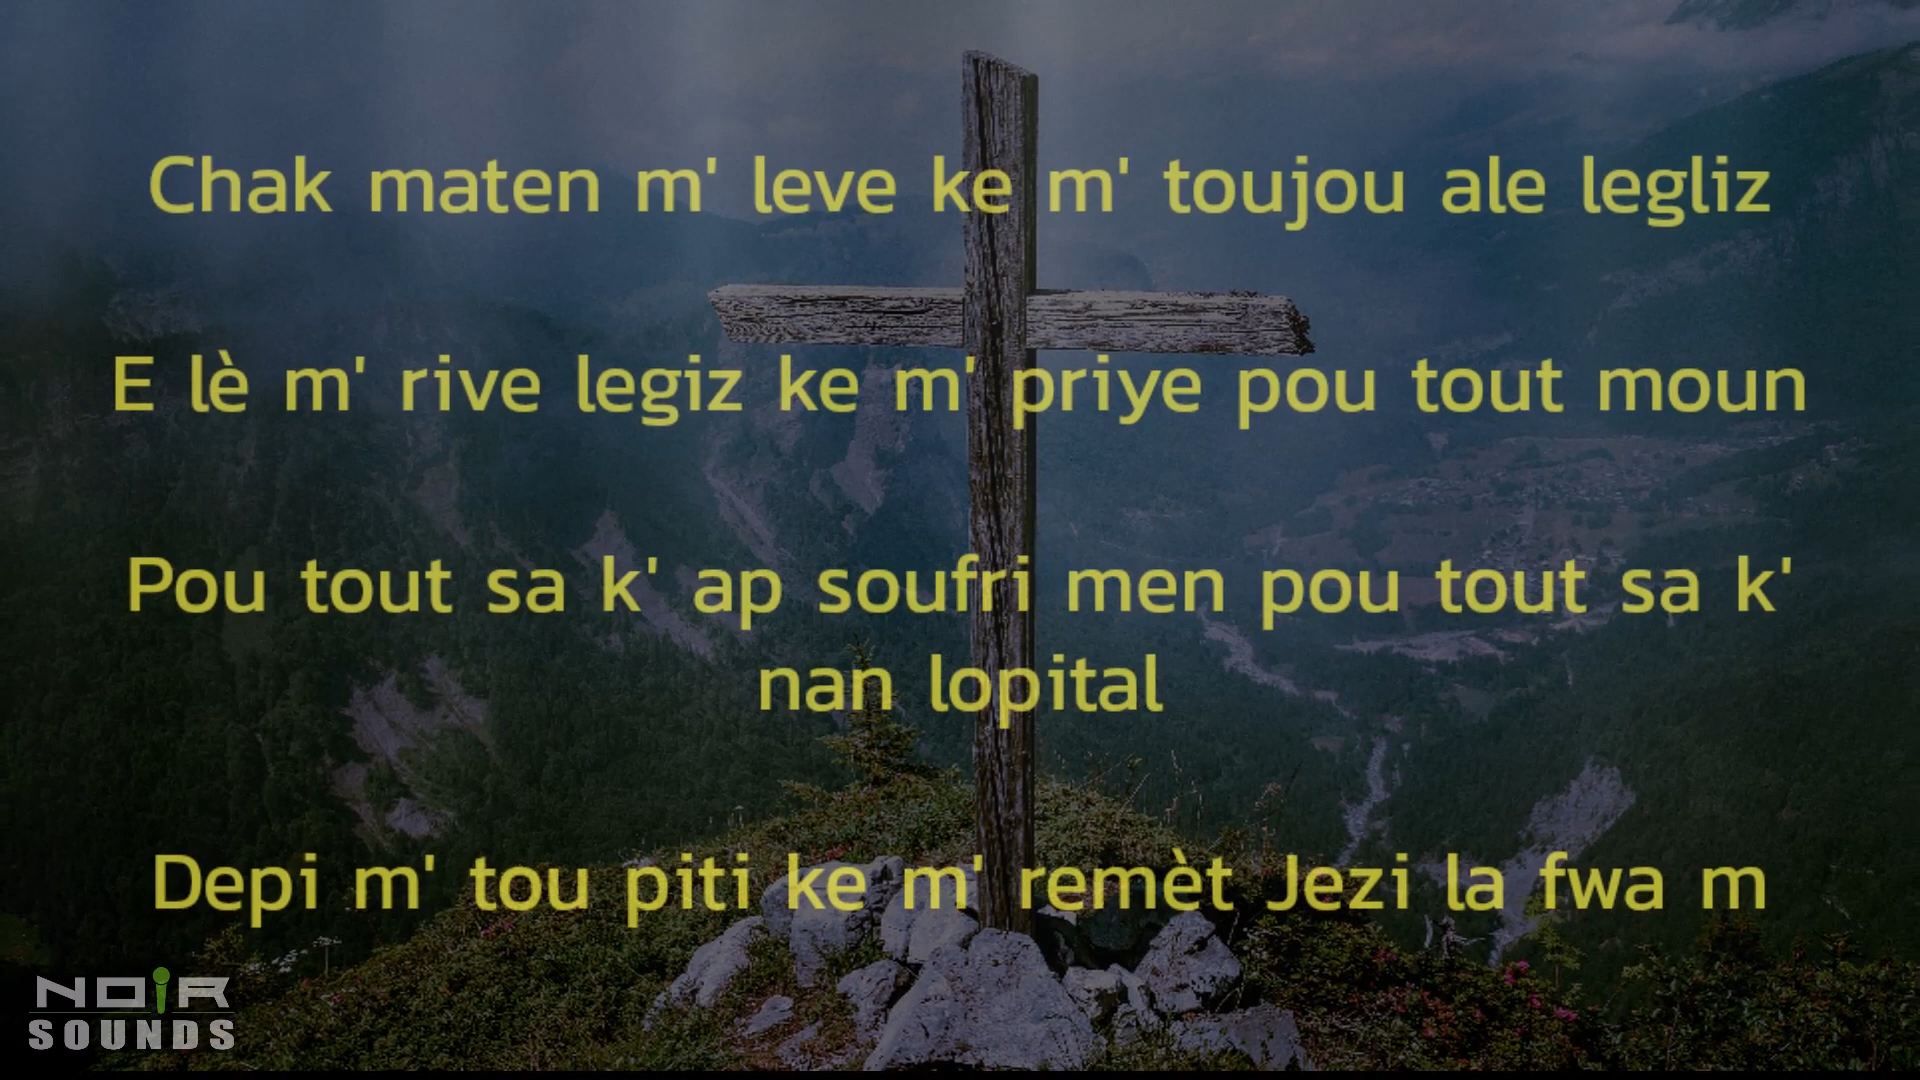 Chak maten m' leve ke m' toujou ale legliz
E lè m' rive legiz ke m' priye pou tout moun
Pou tout sa k' ap soufri men pou tout sa k'
nan lopital
Depi m' tou piti ke m' remèt Jezi la fwa m
NOIR
SOUNDS